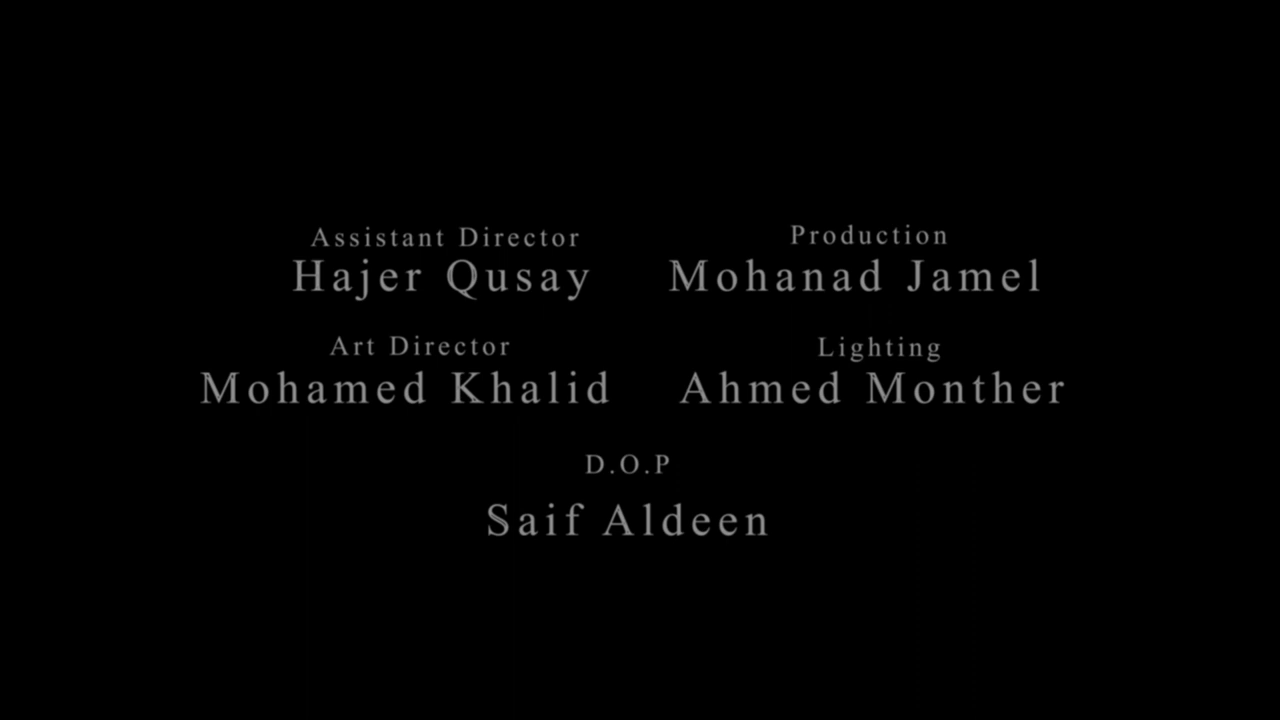 Assistant Director
Hajer Qusay
Production
Mohanad Jamel
Art Director
Mohamed Khalid
Lighting
Ahmed Monther
D.O.P
Saif Aldeen